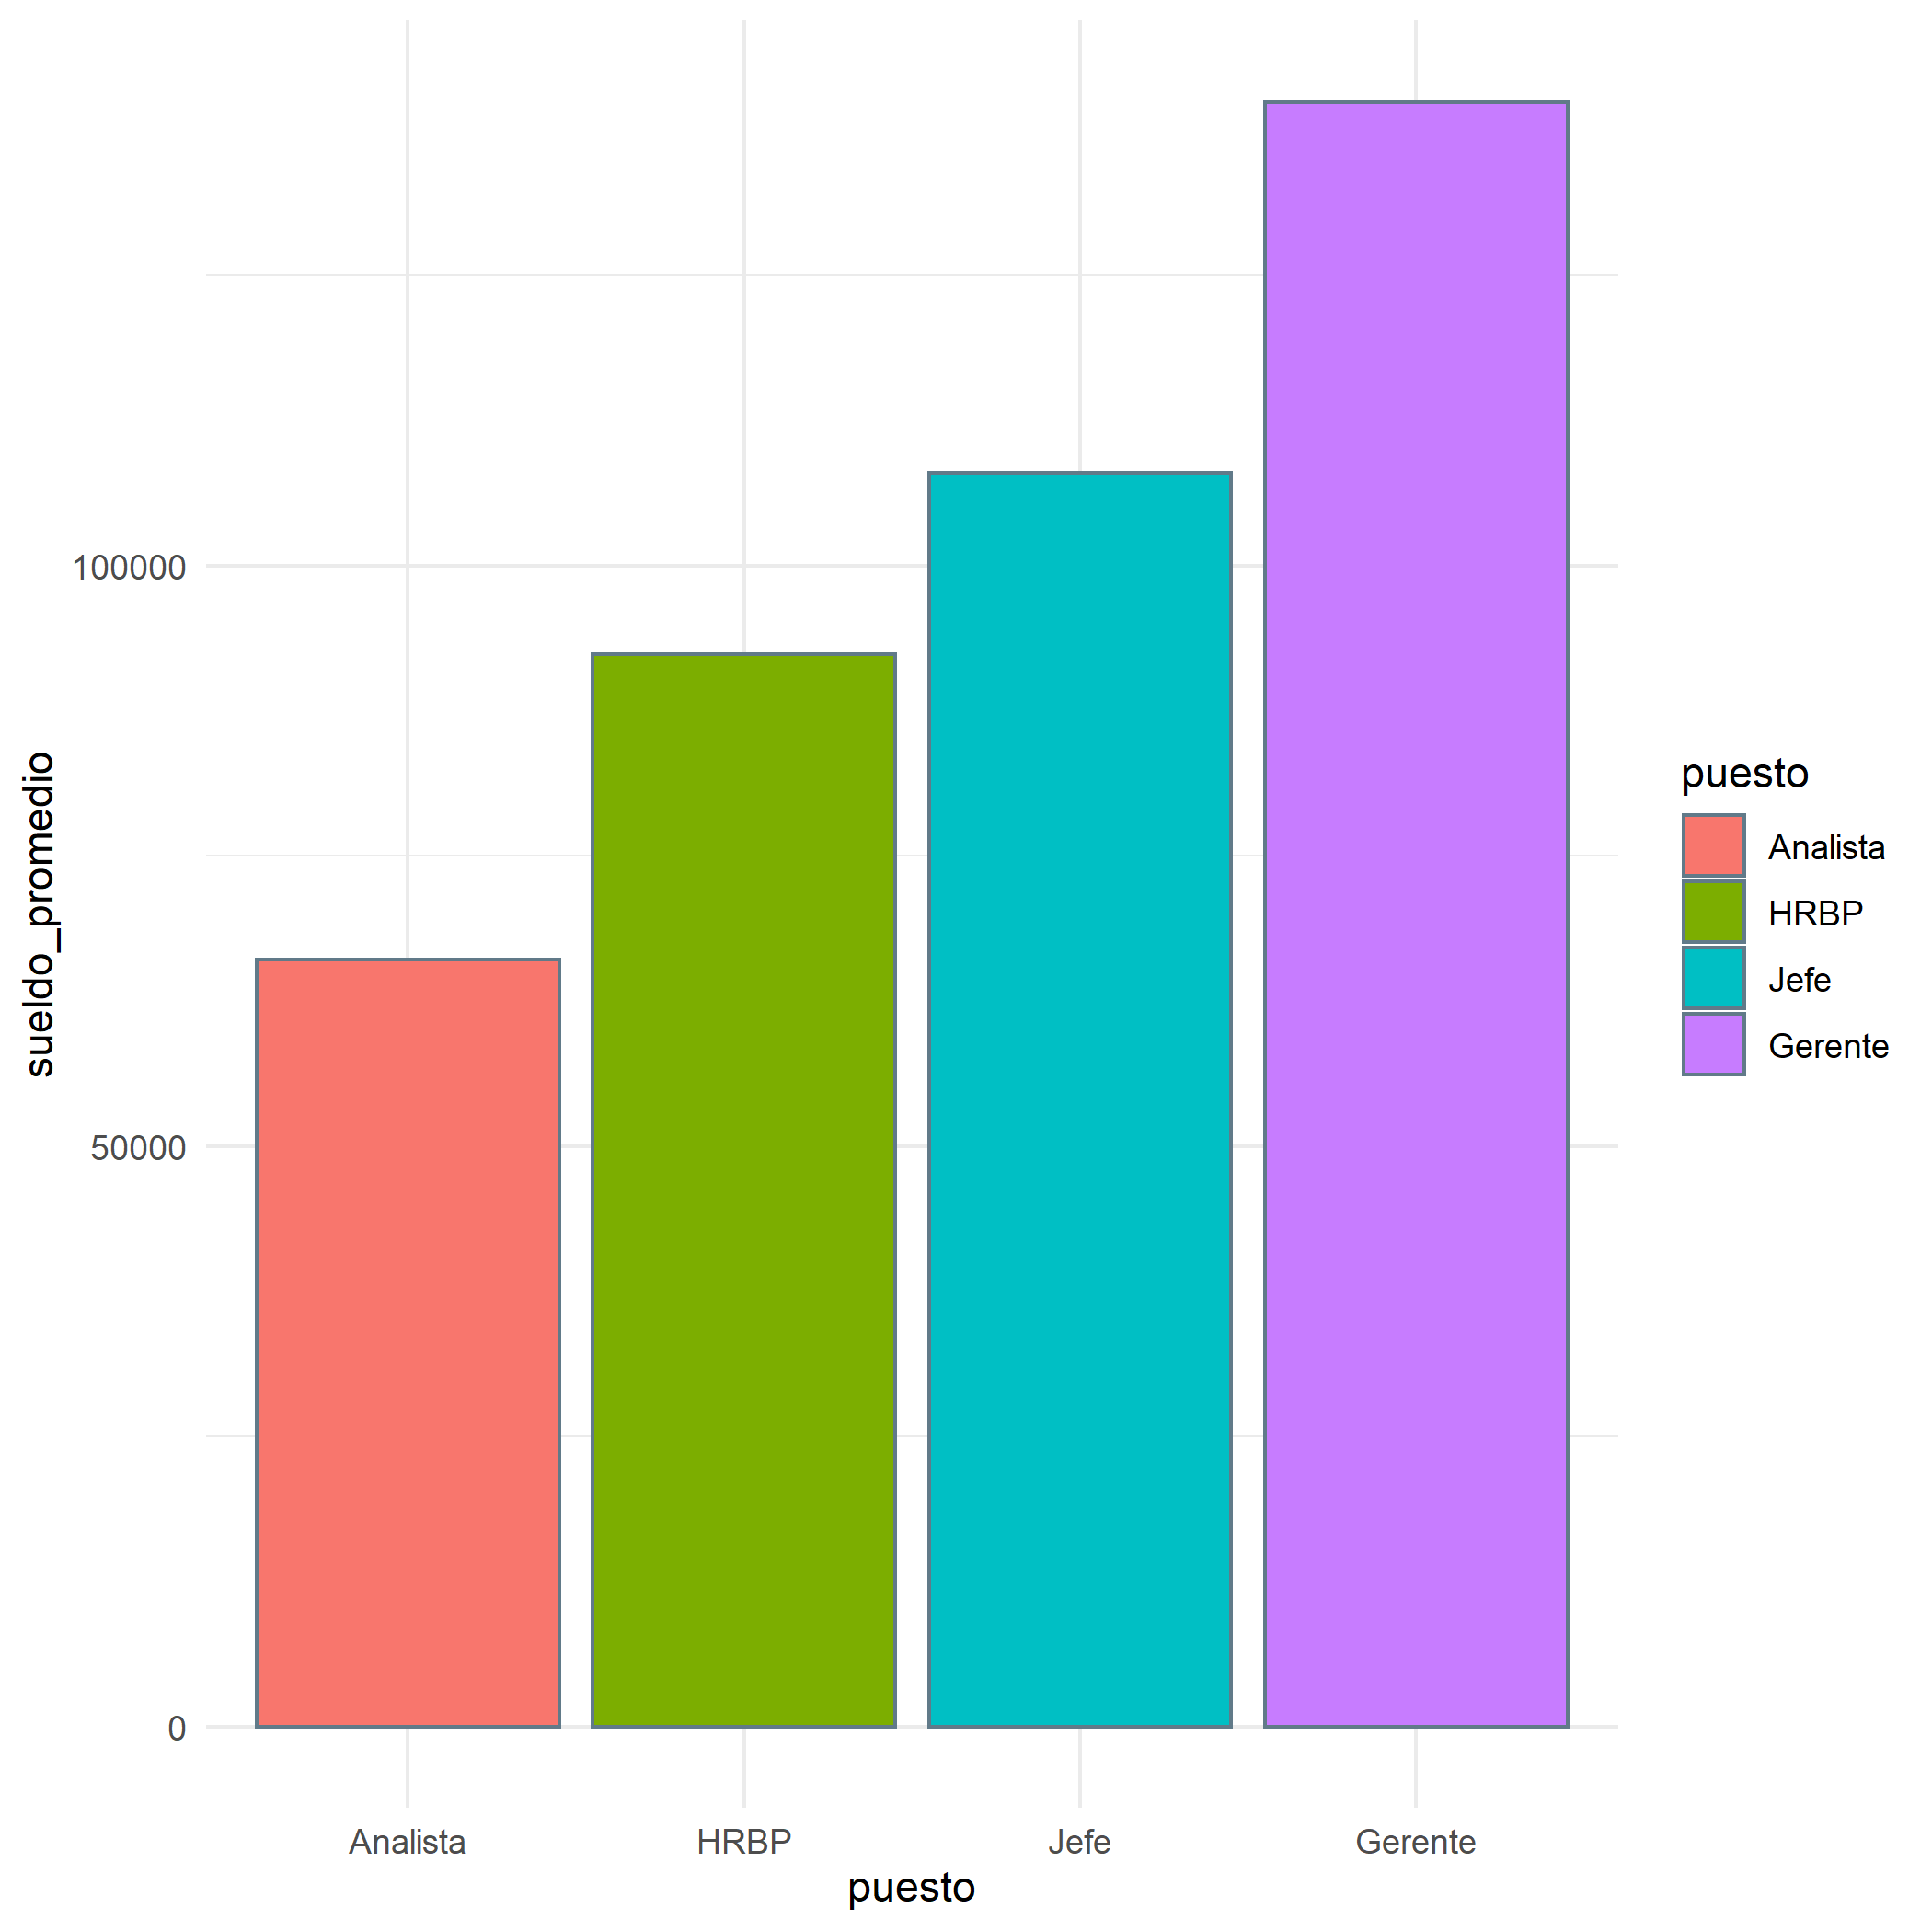 sueldo_promedio
100000
50000
0
Analista
HRBP
Jefe
Gerente
puesto
puesto
Analista
HRBP
Jefe
Gerente